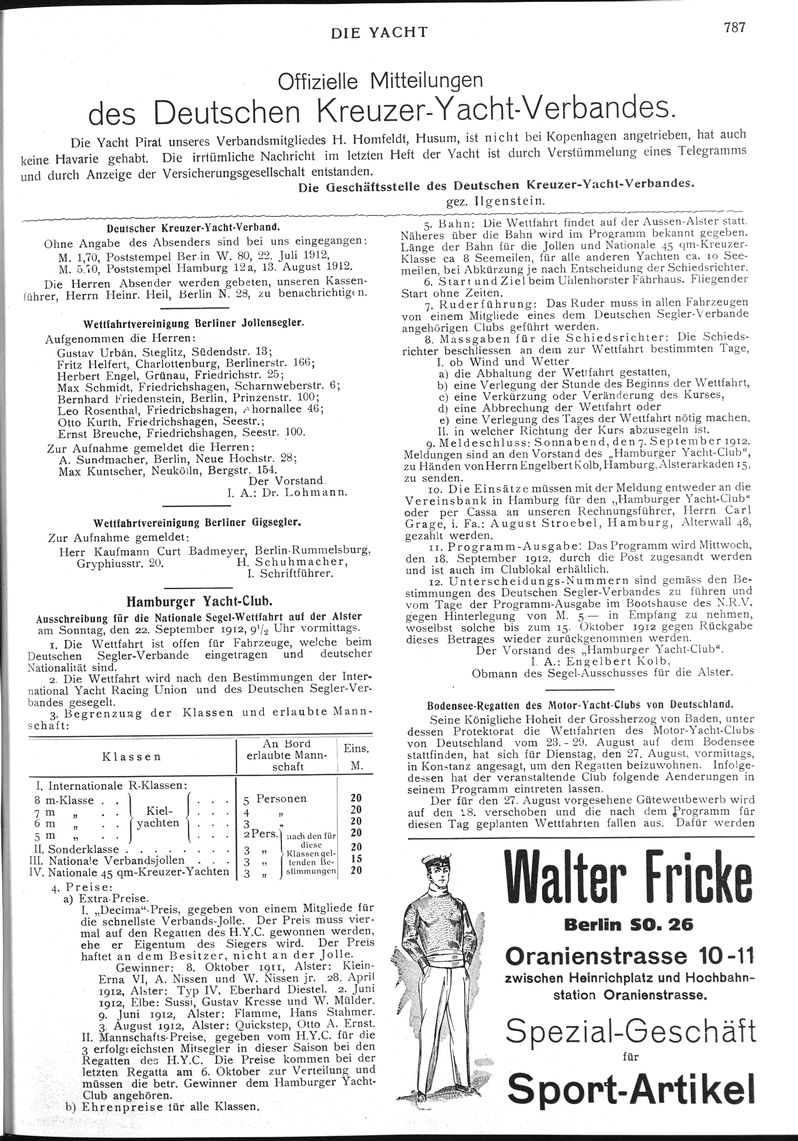 DIE YACHT
787
Offizielle Mitteilungen
des Deutschen Kreuzer-Yacht-Verbandes.
Die Yacht Pirat unseres Verbandsmitgliedes H. Homfeldt, Husum, ist nicht bei Kopenhagen angetrieben, hat auch
keine Havarie gehabt. Die irrtümliche Nachricht im letzten Heft der Yacht ist durch Verstümmelung eines Telegramms
und durch Anzeige der Versicherungsgesellschaft entstanden.
Die Geschäftsstelle des Deutschen Kreuzer-Yacht-Verbandes.
gez. Ilgenstein.
Deutscher Kreuzer-Yacht-Verband.
Ohne Angabe des Absenders sind bei uns eingegangen:
M. 1,70, Poststempel Berlin W. 80, 22. Juli 1912,
M. 5.70, Poststempel Hamburg 12a, 13. August 1912.
Die Herren Absender werden gebeten, unseren Kassen-
führer, Herrn Heinr. Heil, Berlin N. 28, zu benachrichtigen.
Wettfahrtvereinigung Berliner Jollensegler.
Aufgenommen die Herren:
Gustav Urbån, Steglitz, Südendstr. 13;
Fritz Helfert, Charlottenburg, Berlinerstr. 166;
Herbert Engel, Grünau, Friedrichstr. 25;
Max Schmidt, Friedrichshagen, Scharnweberstr. 6;
Bernhard Friedenstein, Berlin, Prinzenstr. 100;
Leo Rosenthal, Friedrichshagen, Ahornallee 46;
Otto Kurth, Friedrichshagen, Seestr.;
Ernst Breuche, Friedrichshagen, Seestr. 100.
Zur Aufnahme gemeldet die Herren:
A. Sundmacher, Berlin, Neue Hochstr. 28;
Max Kuntscher, Neukölln, Bergstr. 154.
Der Vorstand.
I. A.: Dr. Lohmann.
Wettfahrtvereinigung Berliner Gigsegler.
Zur Aufnahme gemeldet:
Herr Kaufmann Curt Badmeyer, Berlin-Rummelsburg,
Gryphiusstr. 20. H. Schuhmacher,
I. Schriftführer.
Hamburger Yacht-Club.
Ausschreibung für die Nationale Segel-Wettfahrt auf der Alster
am Sonntag, den 22. September 1912, 9½ Uhr vormittags.
1. Die Wettfahrt ist offen für Fahrzeuge, welche beim
Deutschen Segler-Verbande eingetragen und deutscher
Nationalität sind.
2. Die Wettfahrt wird nach den Bestimmungen der Inter-
national Yacht Racing Union und des Deutschen Segler-Ver-
bandes gesegelt.
3. Begrenzung der Klassen und erlaubte Mann-
schaft:
Klassen | An Bord erlaubte Mann-schaft | Eins. M.
I. Internationale R-Klassen:
8 m-Klasse . . } Kiel-yachten { . . . 5 Personen 20
7 m „ . . . . . 4 „ 20
6 m „ . . . . . 3 „ 20
5 m „ . . . . . 2 Pers. } nach den für diese Klassen gel-tenden Be-stimmungen 20
II. Sonderklasse . . . . . . . . 3 „ 20
III. Nationale Verbandsjollen . . . 3 „ 15
IV. Nationale 45 qm-Kreuzer-Yachten 3 „ 20
4. Preise:
a) Extra-Preise.
I. „Decima“-Preis, gegeben von einem Mitgliede für
die schnellste Verbands-Jolle. Der Preis muss vier-
mal auf den Regatten des H.Y.C. gewonnen werden,
ehe er Eigentum des Siegers wird. Der Preis
haftet an dem Besitzer, nicht an der Jolle.
Gewinner: 8. Oktober 1911, Alster: Klein-
Erna VI, A. Nissen und W. Nissen jr. 28. April
1912, Alster: Typ IV. Eberhard Diestel. 2. Juni
1912, Elbe: Sussi, Gustav Kresse und W. Mülder.
9. Juni 1912, Alster: Flamme, Hans Stahmer.
3. August 1912, Alster: Quickstep, Otto A. Ernst.
II. Mannschafts-Preise, gegeben vom H.Y.C. für die
3 erfolgreichsten Mitsegler in dieser Saison bei den
Regatten des H.Y.C. Die Preise kommen bei der
letzten Regatta am 6. Oktober zur Verteilung und
müssen die betr. Gewinner dem Hamburger Yacht-
Club angehören.
b) Ehrenpreise für alle Klassen.
5. Bahn: Die Wettfahrt findet auf der Aussen-Alster statt.
Näheres über die Bahn wird im Programm bekannt gegeben.
Länge der Bahn für die Jollen und Nationale 45 qm-Kreuzer-
Klasse ca 8 Seemeilen, für alle anderen Yachten ca. 10 See-
meilen, bei Abkürzung je nach Entscheidung der Schiedsrichter.
6. Start und Ziel beim Uhlenhorster Fährhaus. Fliegender
Start ohne Zeiten.
7. Ruderführung: Das Ruder muss in allen Fahrzeugen
von einem Mitgliede eines dem Deutschen Segler-Verbande
angehörigen Clubs geführt werden.
8. Massgaben für die Schiedsrichter: Die Schieds-
richter beschliessen an dem zur Wettfahrt bestimmten Tage,
I. ob Wind und Wetter
a) die Abhaltung der Wettfahrt gestatten,
b) eine Verlegung der Stunde des Beginns der Wettfahrt,
c) eine Verkürzung oder Veränderung des Kurses,
d) eine Abbrechung der Wettfahrt oder
e) eine Verlegung des Tages der Wettfahrt nötig machen.
II. in welcher Richtung der Kurs abzusegeln ist.
9. Meldeschluss: Sonnabend, den 7. September 1912.
Meldungen sind an den Vorstand des „Hamburger Yacht-Club“,
zu Händen von Herrn Engelbert Kolb, Hamburg, Alsterarkaden 15,
zu senden.
10. Die Einsätze müssen mit der Meldung entweder an die
Vereinsbank in Hamburg für den „Hamburger Yacht-Club“
oder per Cassa an unseren Rechnungsführer, Herrn Carl
Grage, i. Fa.: August Stroebel, Hamburg, Alterwall 48,
gezahlt werden.
11. Programm-Ausgabe: Das Programm wird Mittwoch,
den 18. September 1912, durch die Post zugesandt werden
und ist auch im Clublokal erhältlich.
12. Unterscheidungs-Nummern sind gemäss den Be-
stimmungen des Deutschen Segler-Verbandes zu führen und
vom Tage der Programm-Ausgabe im Bootshause des N.R.V.
gegen Hinterlegung von M. 5— in Empfang zu nehmen,
woselbst solche bis zum 15. Oktober 1912 gegen Rückgabe
dieses Betrages wieder zurückgenommen werden.
Der Vorstand des „Hamburger Yacht-Club“.
I. A.: Engelbert Kolb,
Obmann des Segel-Ausschusses für die Alster.
Bodensee-Regatten des Motor-Yacht-Clubs von Deutschland.
Seine Königliche Hoheit der Grossherzog von Baden, unter
dessen Protektorat die Wettfahrten des Motor-Yacht-Clubs
von Deutschland vom 23.-29. August auf dem Bodensee
stattfinden, hat sich für Dienstag, den 27. August, vormittags,
in Konstanz angesagt, um den Regatten beizuwohnen. Infolge-
dessen hat der veranstaltende Club folgende Aenderungen in
seinem Programm eintreten lassen.
Der für den 27. August vorgesehene Gütewettbewerb wird
auf den 28. verschoben und die nach dem Programm für
diesen Tag geplanten Wettfahrten fallen aus. Dafür werden
Walter Fricke
Berlin SO. 26
Oranienstrasse 10-11
zwischen Heinrichplatz und Hochbahn-
station Oranienstrasse.
Spezial-Geschäft
für
Sport-Artikel